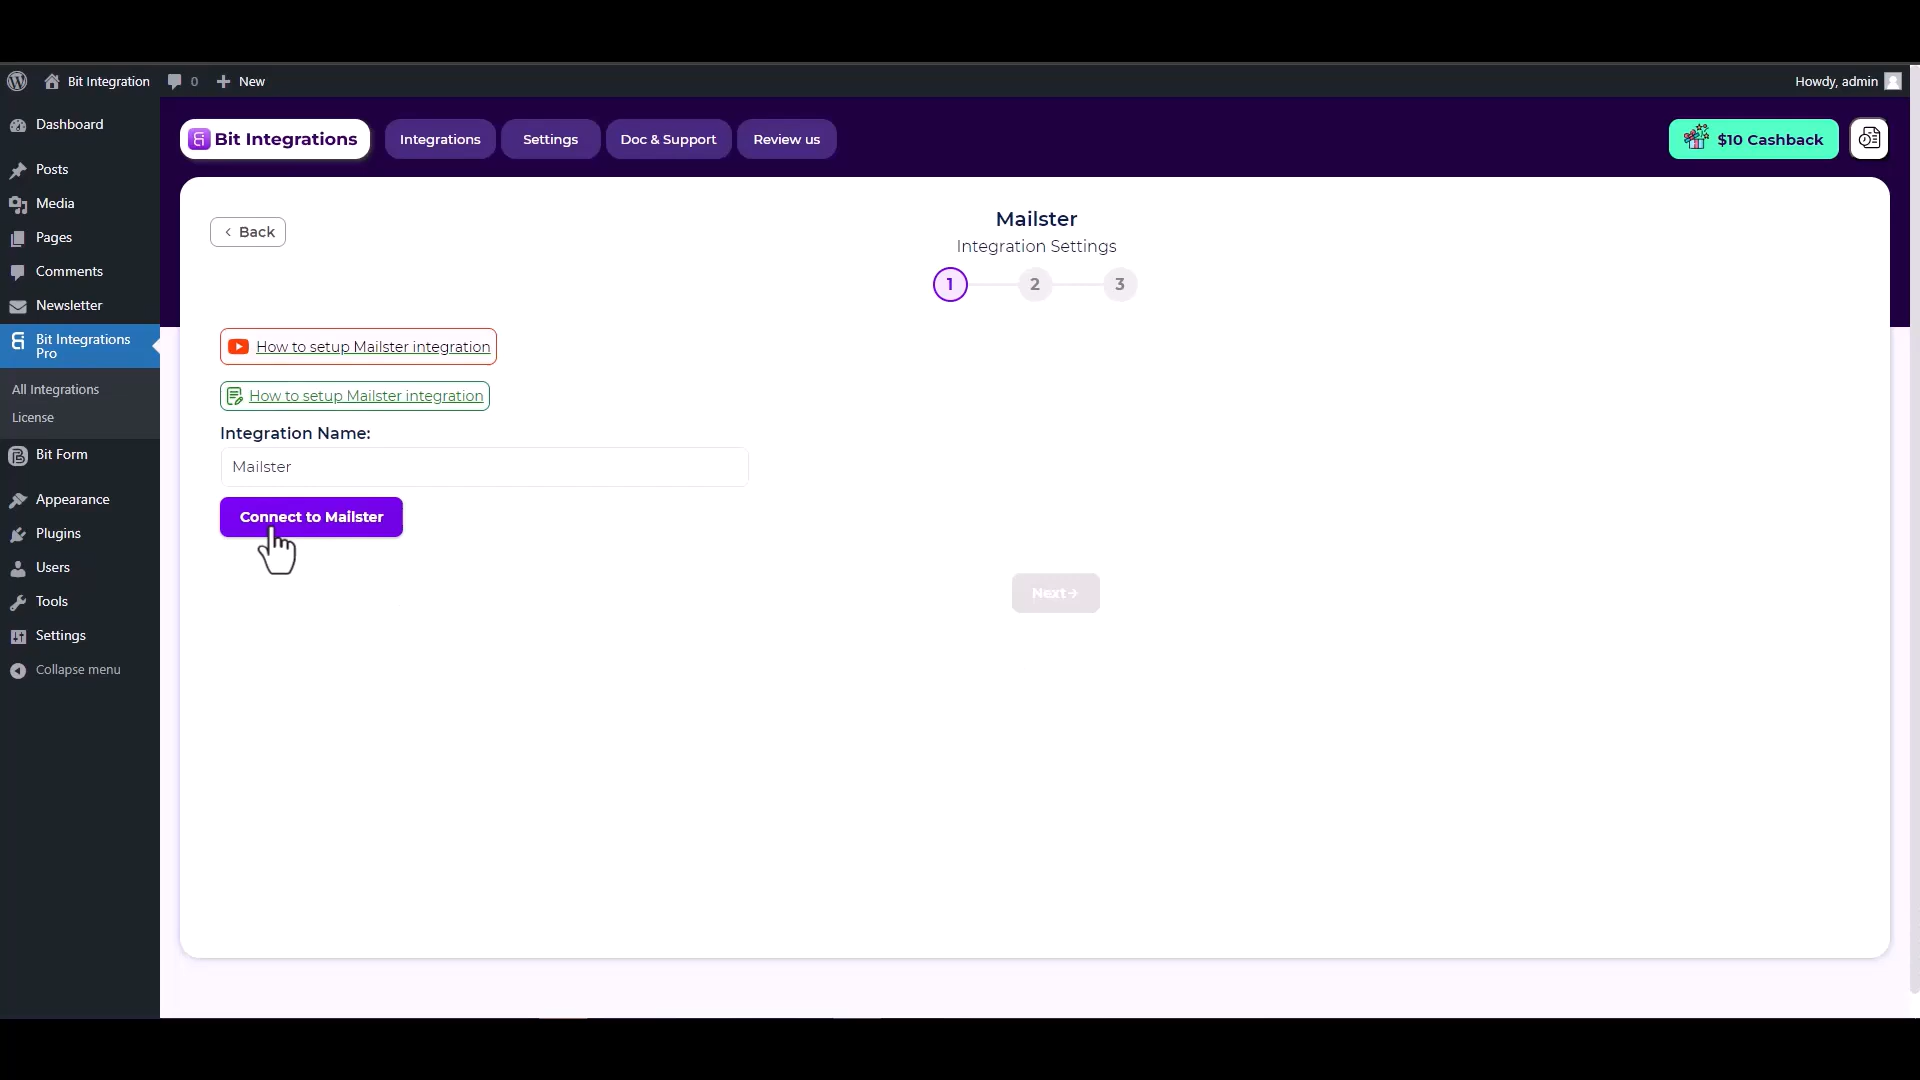 Bit Integration
0
New
Howdy, admin
Dashboard
Posts
Media
Pages
Comments
Newsletter
Bit Integrations
Pro
All Integrations
License
Bit Form
Appearance
Plugins
Users
Tools
Settings
Collapse menu
Bit Integrations
Integrations
Settings
Doc & Support
Review us
$10 Cashback
Back
Mailster
Integration Settings
1
2
3
How to setup Mailster integration
How to setup Mailster integration
Integration Name:
Mailster
Connect to Mailster
Next